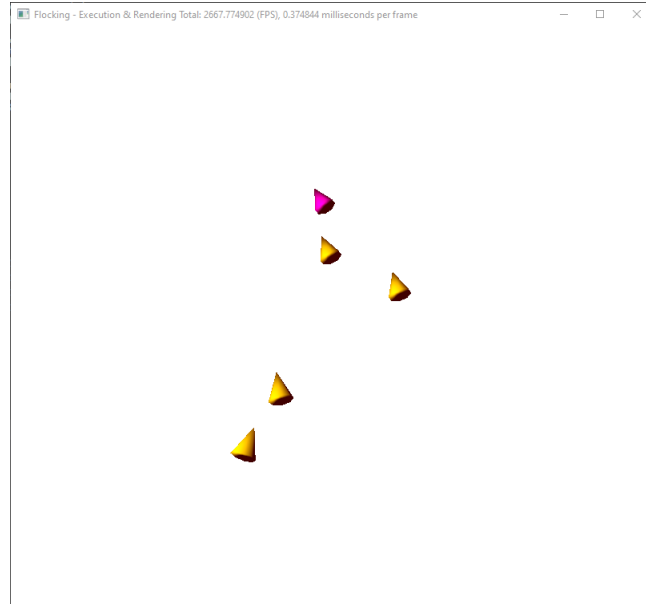 Flocking - Execution & Rendering Total: 2667.774902 (FPS), 0.374844 milliseconds per frame